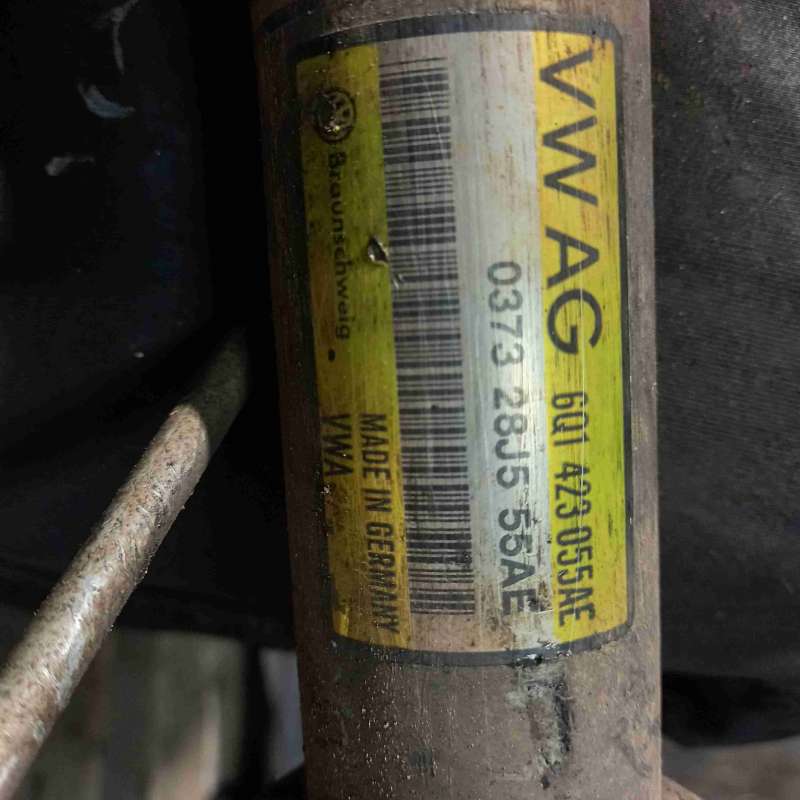 VW AG 6Q1 423 055AE
0373 28J5 55AE
MADE IN GERMANY
Braunschweig • VWA